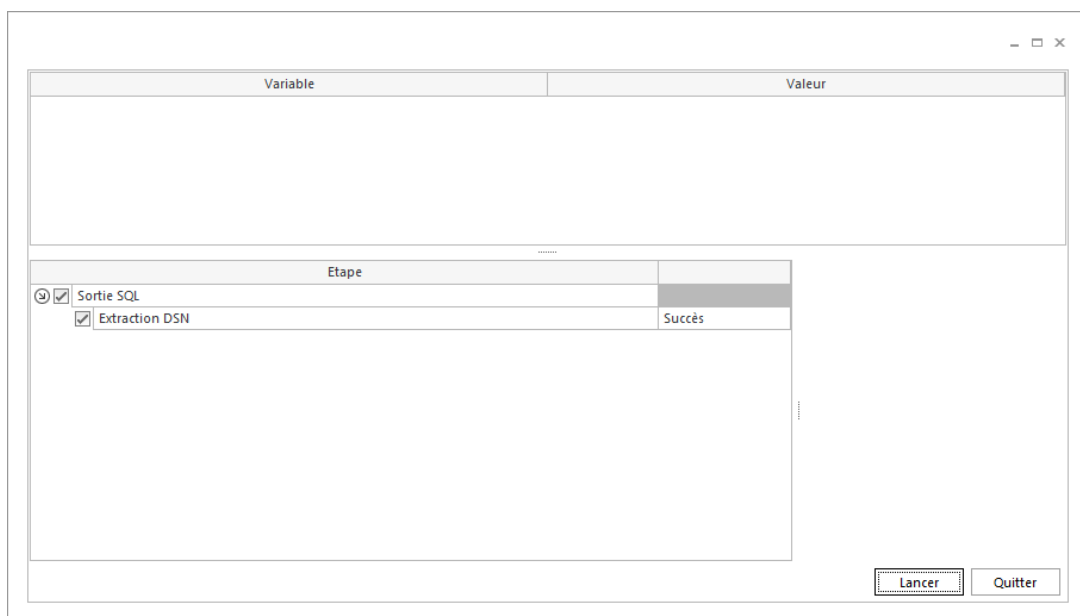 Variable Valeur
Etape
Sortie SQL
Extraction DSN Succès
Lancer Quitter